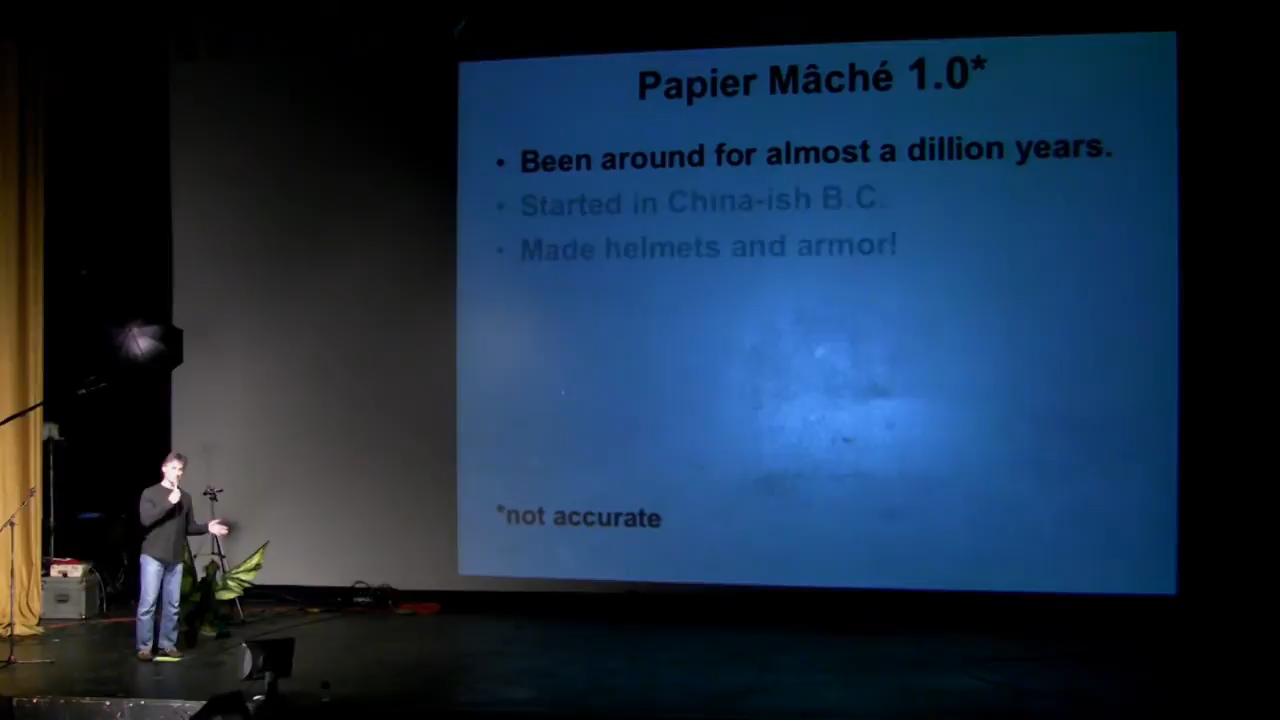 Papier Mâché 1.0*
• Been around for almost a dillion years.
• Started in China-ish B.C.
• Made helmets and armor!
*not accurate